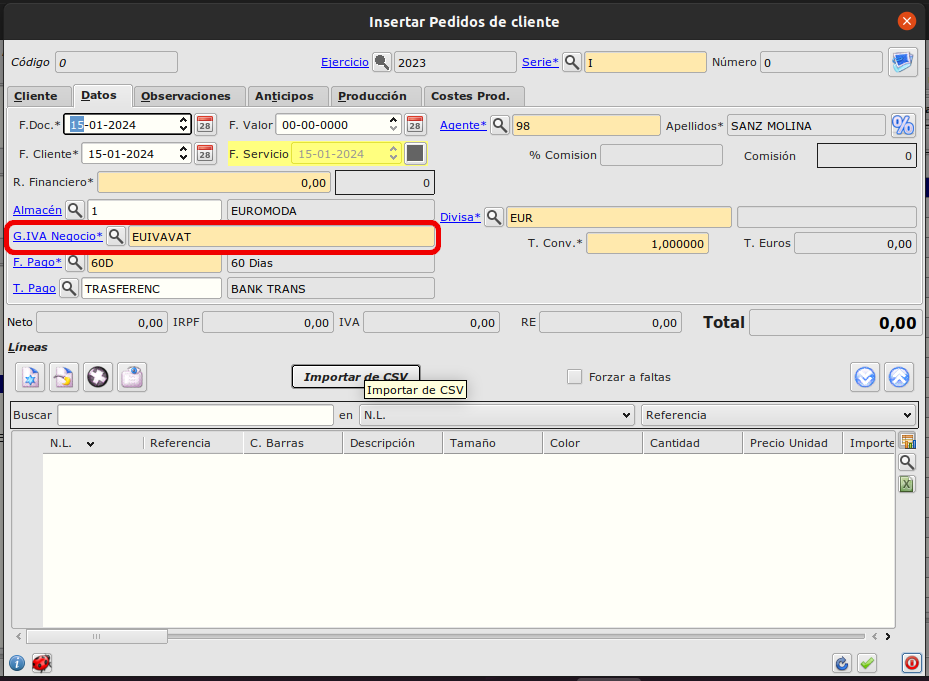 Insertar Pedidos de cliente
Código 0 Ejercicio 2023 Serie* I Número 0
Cliente Datos Observaciones Anticipos Producción Costes Prod.
F.Doc.* 15-01-2024 28 F. Valor 00-00-0000 28 Agente* 98 Apellidos* SANZ MOLINA %
F. Cliente* 15-01-2024 28 F. Servicio 15-01-2024 % Comision Comisión 0
R. Financiero* 0,00 0
Almacén 1 EUROMODA
Divisa* EUR
G.IVA Negocio* EUIVAVAT
T. Conv.* 1,000000 T. Euros 0,00
F. Pago* 60D 60 Dias
T. Pago TRASFERENC BANK TRANS
Neto 0,00 IRPF 0,00 IVA 0,00 RE 0,00 Total 0,00
Líneas
Importar de CSV Forzar a faltas
Importar de CSV
Buscar en N.L. Referencia
N.L. Referencia C. Barras Descripción Tamaño Color Cantidad Precio Unidad Importe